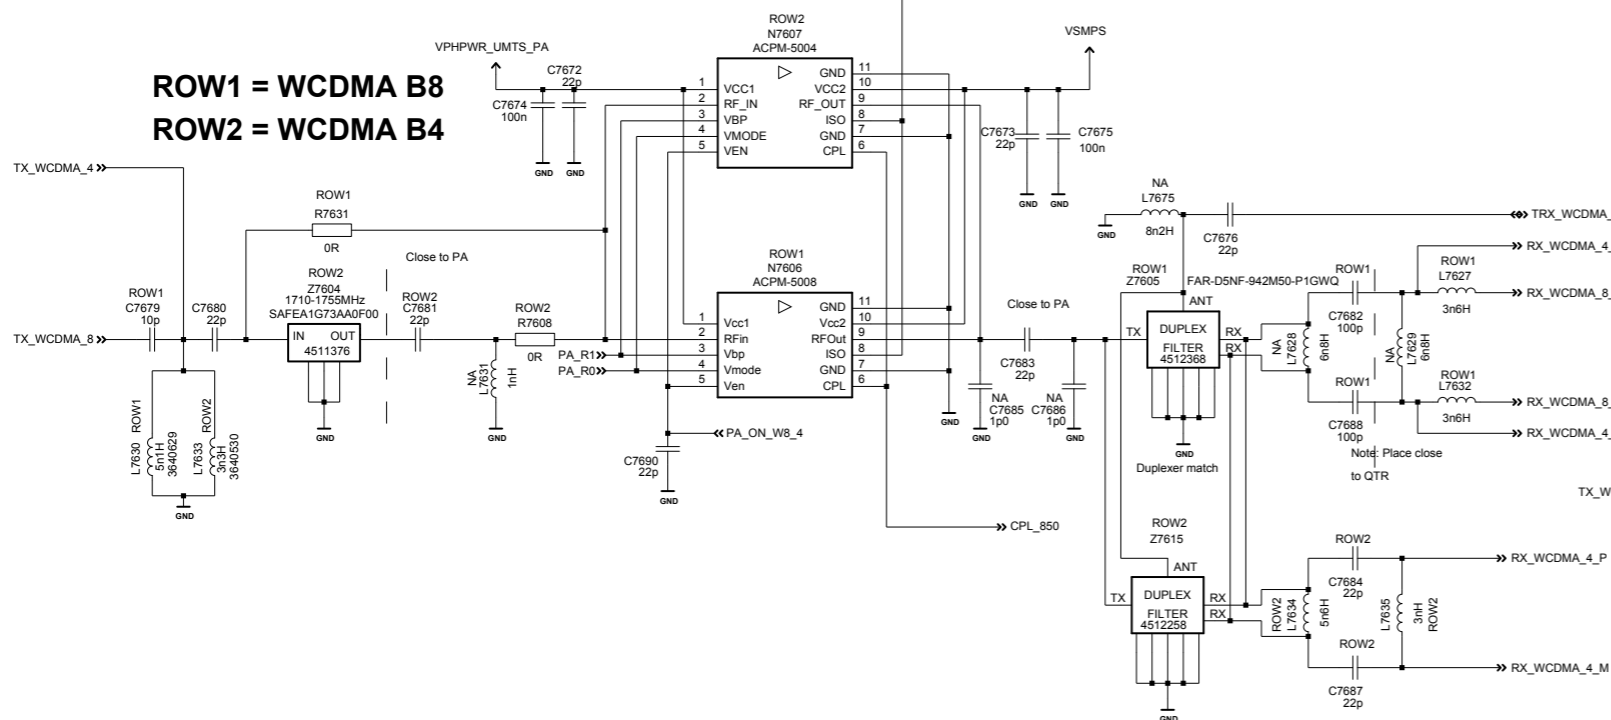 ROW1 = WCDMA B8
ROW2 = WCDMA B4
TX_WCDMA_4
TX_WCDMA_8
ROW1
C7679
10p
C7680
22p
ROW1
R7631
0R
ROW2
Z7604
1710-1755MHz
SAFEA1G73AA0F00
IN OUT
4511376
GND
Close to PA
ROW2
C7681
22p
NA
L7631
1nH
GND
ROW2
R7608
0R
L7630 ROW1
5n1H
3640629
L7633 ROW2
3n3H
3640530
GND
VPHPWR_UMTS_PA
C7674
100n
GND
C7672
22p
GND
ROW2
N7607
ACPM-5004
1 VCC1
2 RF_IN
3 VBP
4 VMODE
5 VEN
GND 11
VCC2 10
RF_OUT 9
ISO 8
GND 7
CPL 6
VSMPS
C7673
22p
GND
C7675
100n
GND
ROW1
N7606
ACPM-5008
1 Vcc1
2 RFin
3 Vbp
4 Vmode
5 Ven
GND 11
Vcc2 10
RFOut 9
ISO 8
GND 7
CPL 6
PA_R1
PA_R0
PA_ON_W8_4
C7690
22p
GND
GND
CPL_850
Close to PA
C7683
22p
NA
C7685
1p0
GND
NA
C7686
1p0
GND
NA
L7675
8n2H
GND
C7676
22p
TRX_WCDMA_
ROW1
Z7605
FAR-D5NF-942M50-P1GWQ
ANT
TX
DUPLEX
FILTER
4512368
RX
RX
GND
Duplexer match
NA
L7628
6n8H
ROW1
C7682
100p
ROW1
C7688
100p
NA
L7629
6n8H
ROW1
L7627
3n6H
ROW1
L7632
3n6H
RX_WCDMA_4_
RX_WCDMA_8_
RX_WCDMA_8_
RX_WCDMA_4_
Note: Place close
to QTR
TX_W
ROW2
Z7615
ANT
TX
DUPLEX
FILTER
4512258
RX
RX
GND
ROW2
L7634
5n6H
ROW2
C7684
22p
ROW2
C7687
22p
L7635
3nH
ROW2
RX_WCDMA_4_P
RX_WCDMA_4_M